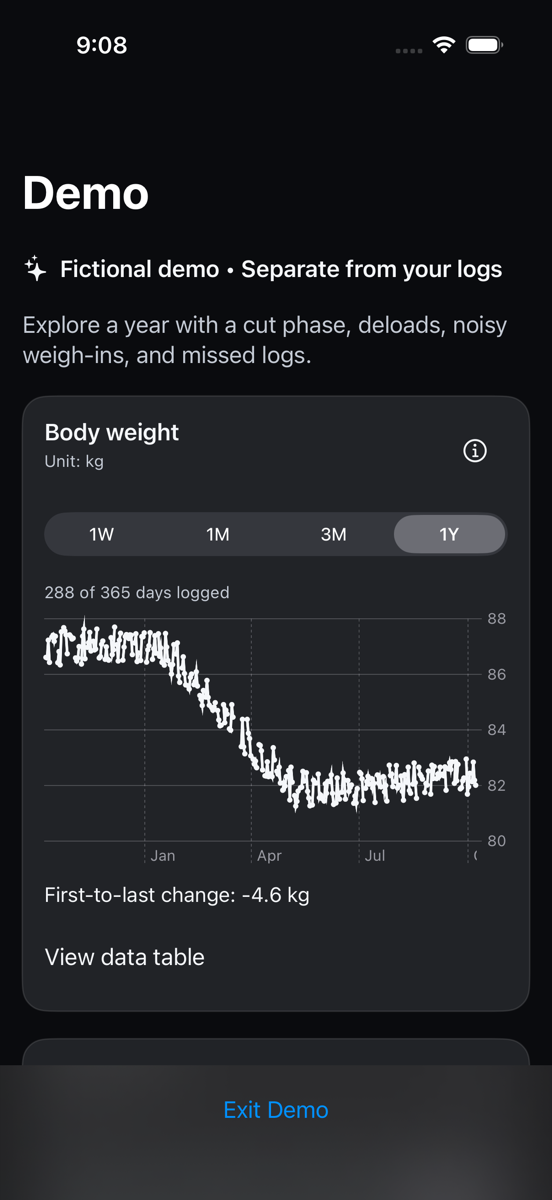 9:08
Demo
Fictional demo • Separate from your logs
Explore a year with a cut phase, deloads, noisy
weigh-ins, and missed logs.
Body weight
Unit: kg
1W 1M 3M 1Y
288 of 365 days logged
88
86
84
82
80
Jan Apr Jul
First-to-last change: -4.6 kg
View data table
Exit Demo